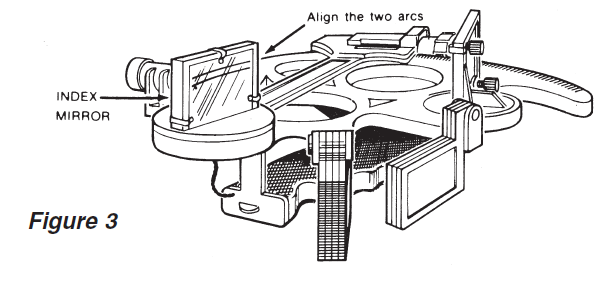 Align the two arcs
INDEX
MIRROR
Figure 3